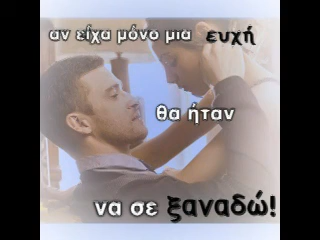 αν είχα μόνο μια ευχή
θα ήταν
να σε ξαναδώ!